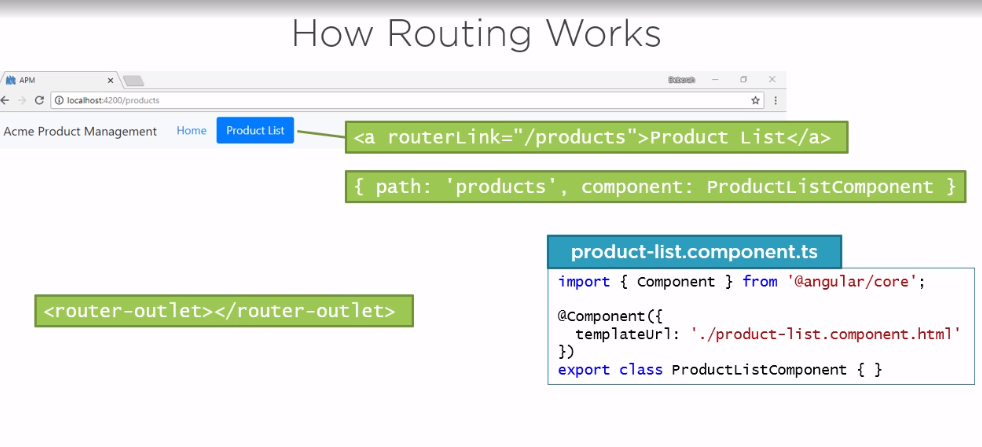 How Routing Works
APM
Deborah
localhost:4200/products
Acme Product Management Home Product List
<a routerLink="/products">Product List</a>
{ path: 'products', component: ProductListComponent }
product-list.component.ts
import { Component } from '@angular/core';
@Component({
templateUrl: './product-list.component.html'
})
export class ProductListComponent { }
<router-outlet></router-outlet>